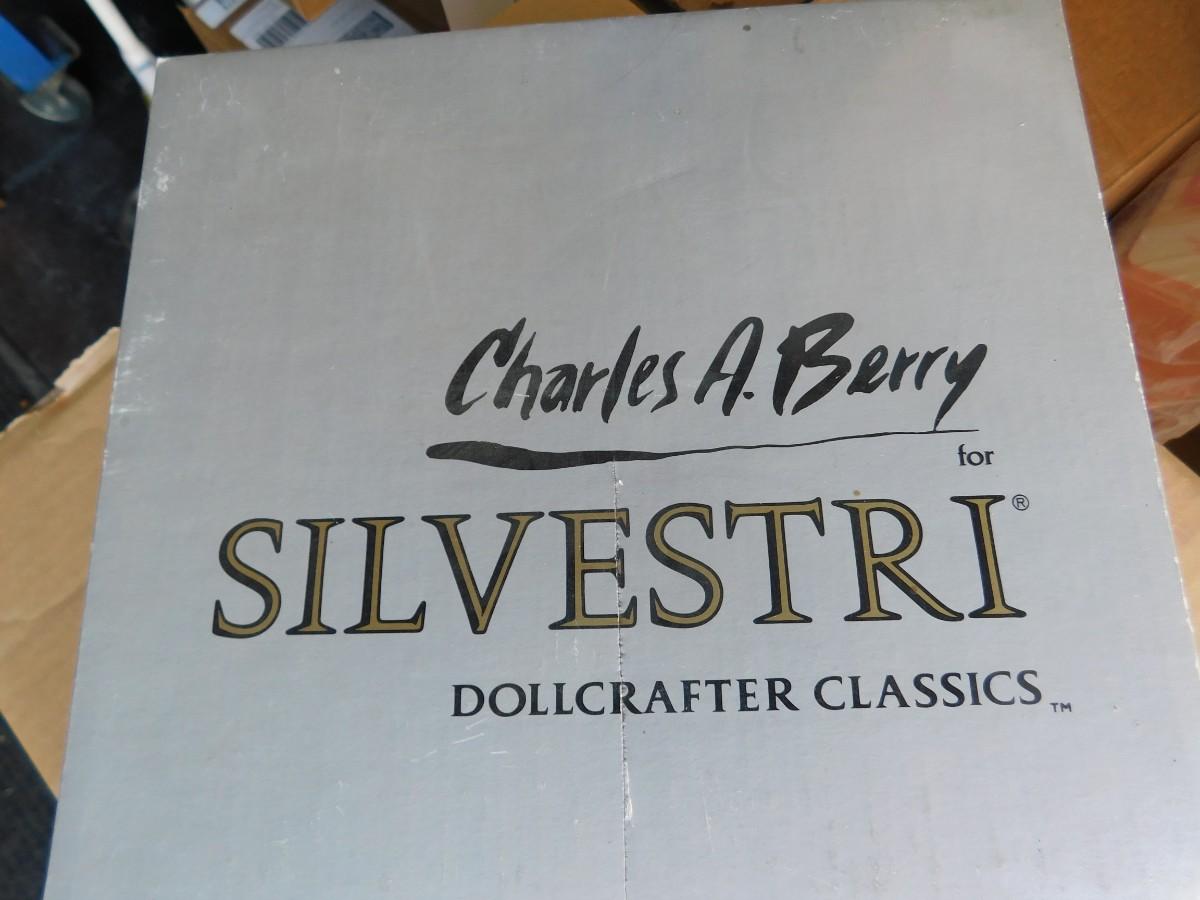 Charles A. Berry
for
SILVESTRI®
DOLLCRAFTER CLASSICS™